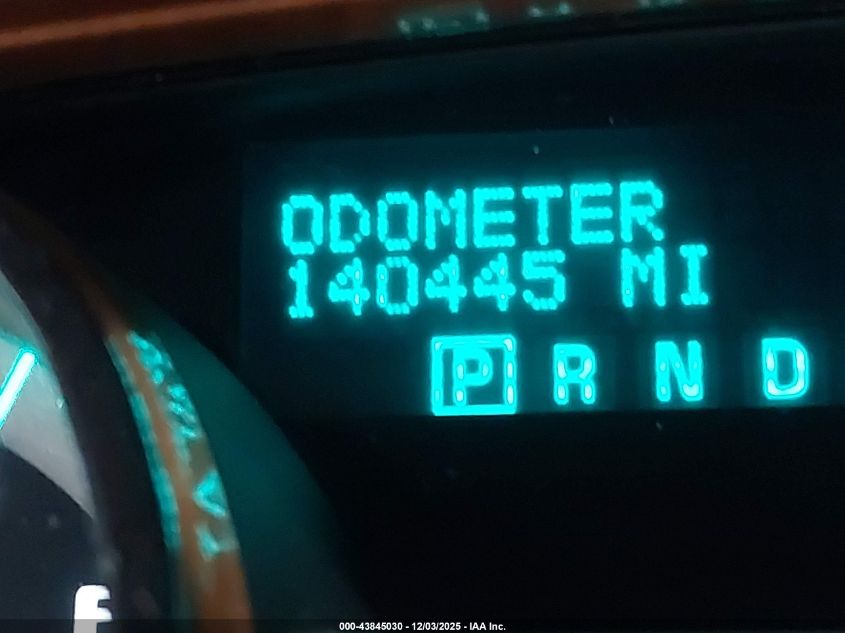 ODOMETER
140445 MI
P R N D
F
000-43845030 - 12/03/2025 - IAA Inc.